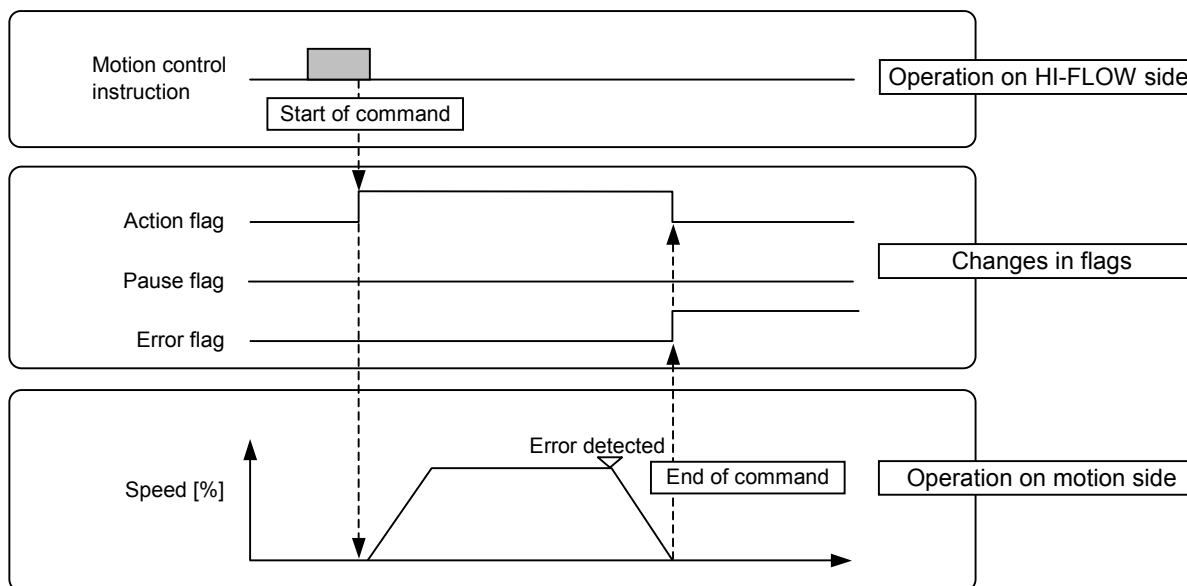 Motion control
instruction
Start of command
Operation on HI-FLOW side
Action flag
Pause flag
Error flag
Changes in flags
Error detected
Speed [%]
End of command
Operation on motion side